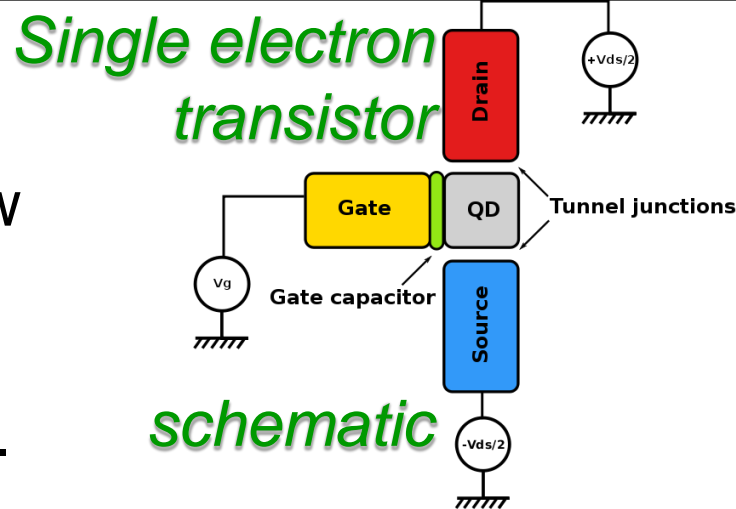 Single electron
transistor
Drain
+Vds/2
w
Gate
QD
Tunnel junctions
Vg
Gate capacitor
Source
schematic
-Vds/2
.